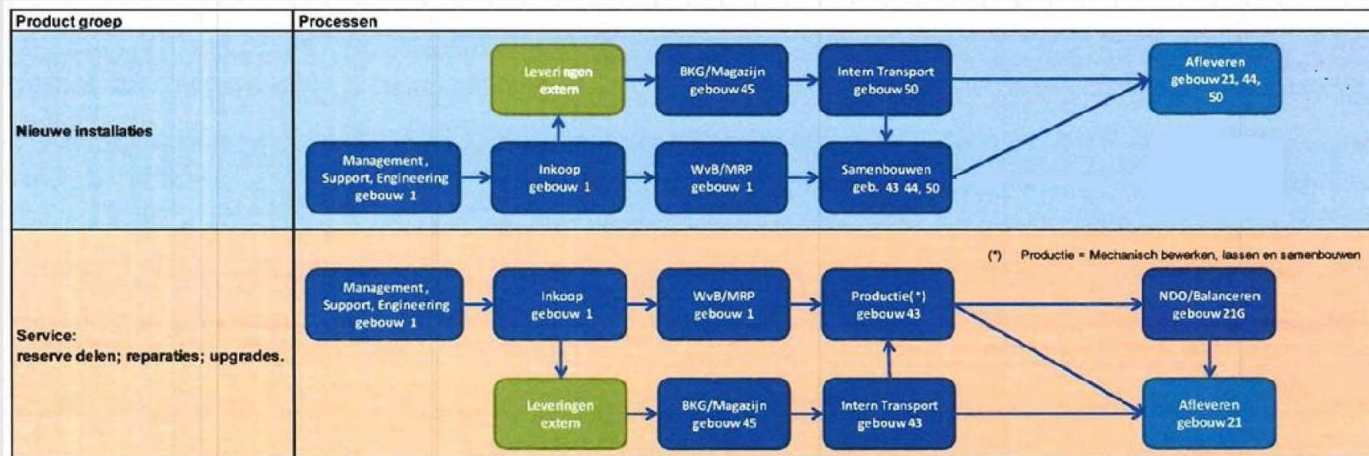 Product groep
Processen
Nieuwe installaties
Leveringen
extern
BKG/Magazijn
gebouw 45
Intern Transport
gebouw 50
Afleveren
gebouw 21, 44,
50
Management,
Support, Engineering
gebouw 1
Inkoop
gebouw 1
WvB/MRP
gebouw 1
Samenbouwen
geb. 43 44, 50
Service:
reserve delen; reparaties; upgrades.
(*) Productie = Mechanisch bewerken, lassen en samenbouwen
Management,
Support, Engineering
gebouw 1
Inkoop
gebouw 1
WvB/MRP
gebouw 1
Productie(*)
gebouw 43
NDO/Balanceren
gebouw 21G
Leveringen
extern
BKG/Magazijn
gebouw 45
Intern Transport
gebouw 43
Afleveren
gebouw 21